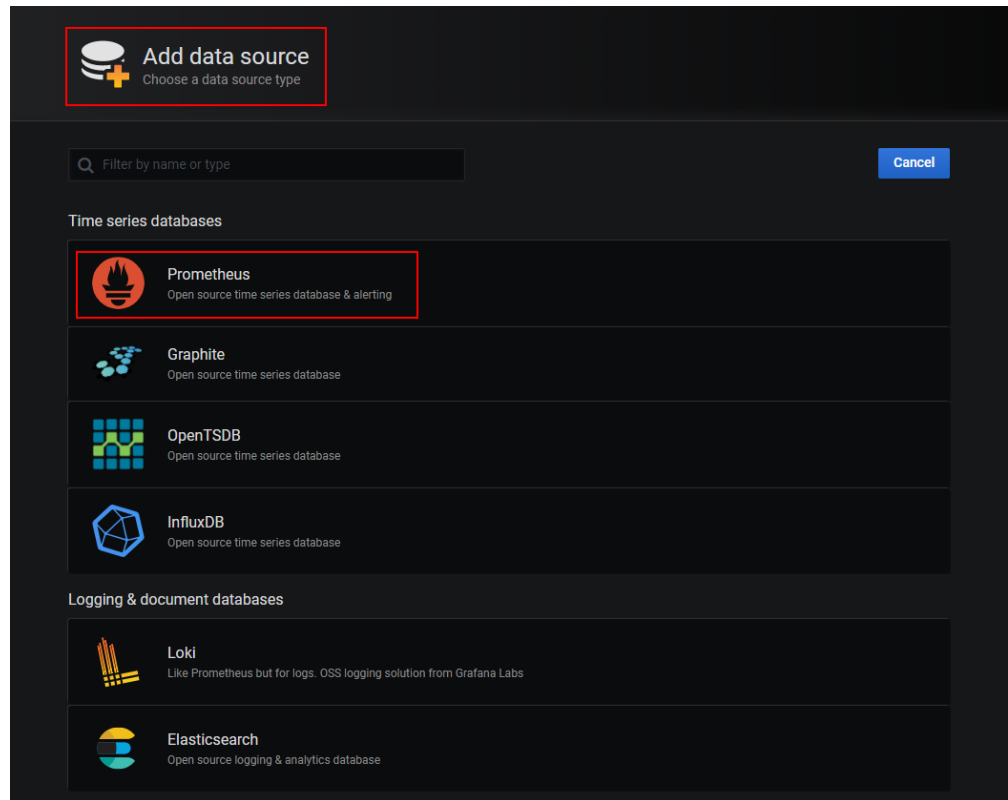 Add data source
Choose a data source type
Filter by name or type
Cancel
Time series databases
Prometheus
Open source time series database & alerting
Graphite
Open source time series database
OpenTSDB
Open source time series database
InfluxDB
Open source time series database
Logging & document databases
Loki
Like Prometheus but for logs. OSS logging solution from Grafana Labs
Elasticsearch
Open source logging & analytics database